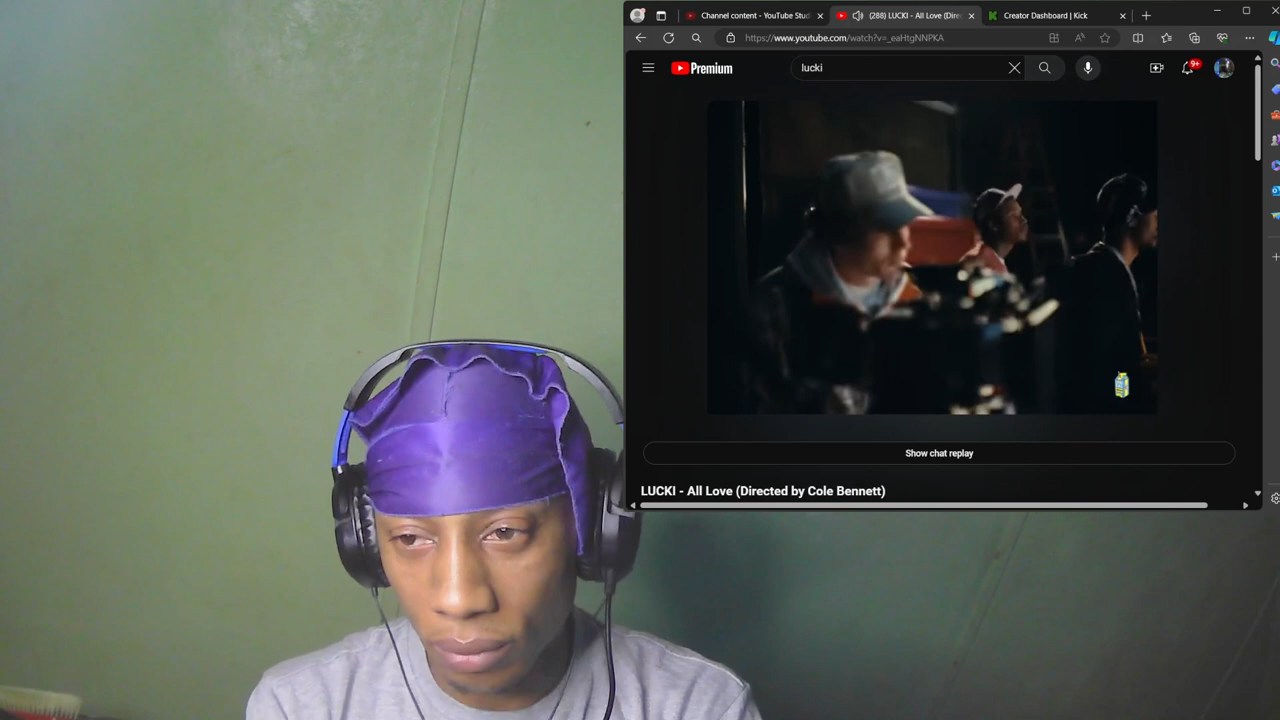 YouTube Channel content - YouTube Stud
(288) LUCKI - All Love (Dire
Creator Dashboard | Kick
https://www.youtube.com/watch?v=_eaHtgNNPKA
Premium
lucki
9+
Show chat replay
LUCKI - All Love (Directed by Cole Bennett)